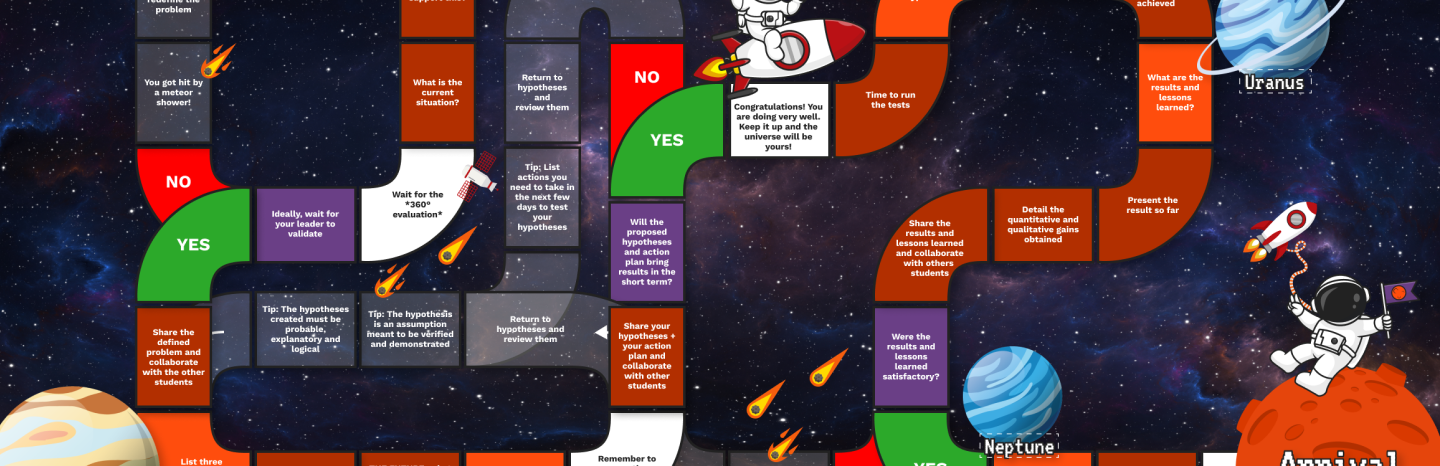 redefine the
problem
You got hit by
a meteor
shower!
NO
YES
Share the
defined
problem and
collaborate
with the other
students
List three
Ideally, wait for
your leader to
validate
Wait for the
*360°
evaluation*
What is the
current
situation?
Tip: The hypotheses
created must be
probable,
explanatory and
logical
Tip: The hypothesis
is an assumption
meant to be verified
and demonstrated
Return to
hypotheses and
review them
Return to
hypotheses
and
review them
Tip: List
actions you
need to take in
the next few
days to test
your
hypotheses
NO
YES
Will the
proposed
hypotheses
and action
plan bring
results in the
short term?
Share your
hypotheses +
your action
plan and
collaborate
with other
students
Remember to
Congratulations! You
are doing very well.
Keep it up and the
universe will be
yours!
Time to run
the tests
achieved
What are the
results and
lessons
learned?
Present the
result so far
Detail the
quantitative and
qualitative gains
obtained
Share the
results and
lessons learned
and collaborate
with others
students
Were the
results and
lessons
learned
satisfactory?
YES
Uranus
Neptune
Arrival